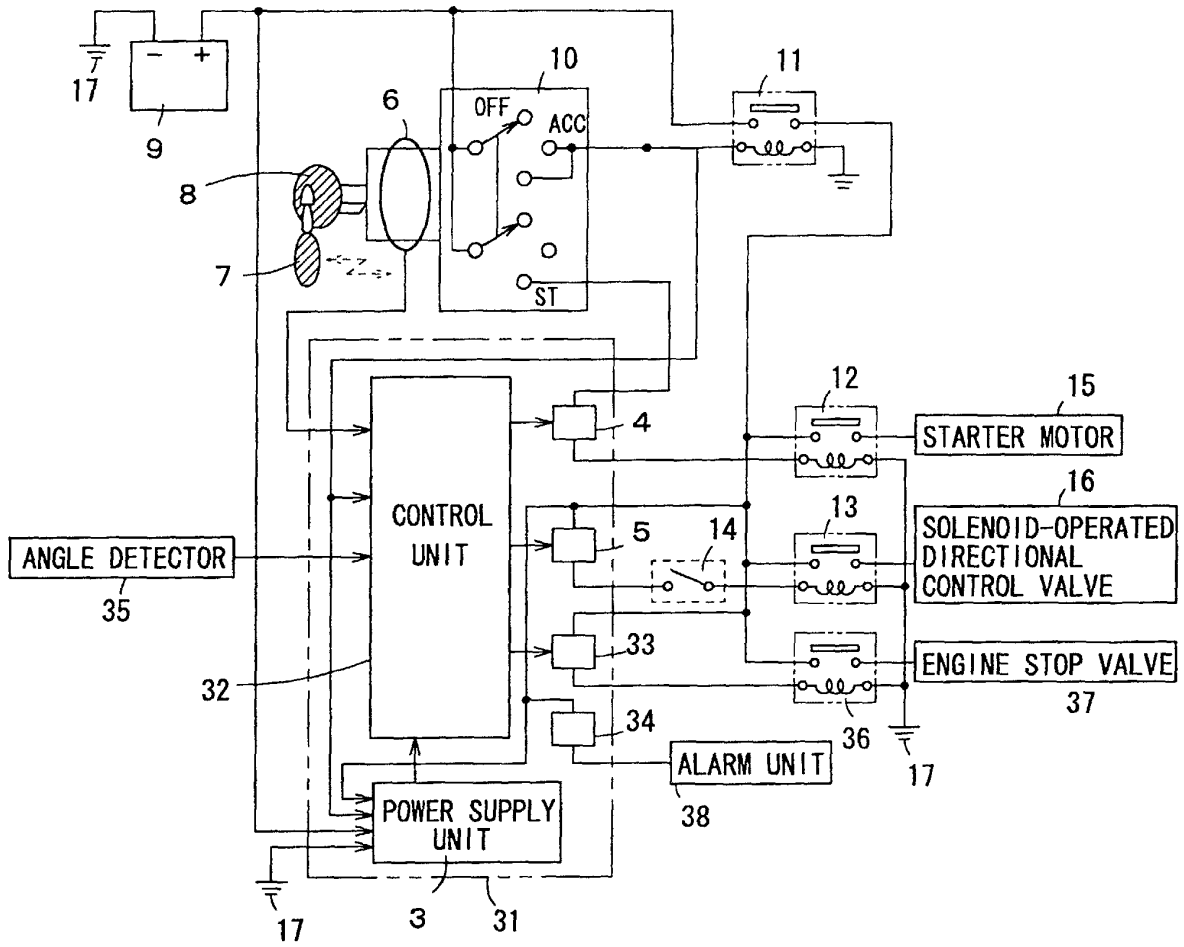 - +
17
9
10
11
6
OFF
ACC
8
7
ST
12
15
4
STARTER MOTOR
16
CONTROL
UNIT
5
14
13
SOLENOID-OPERATED
DIRECTIONAL
CONTROL VALVE
ANGLE DETECTOR
35
33
ENGINE STOP VALVE
37
32
34
36
17
ALARM UNIT
38
POWER SUPPLY
UNIT
17
3
31